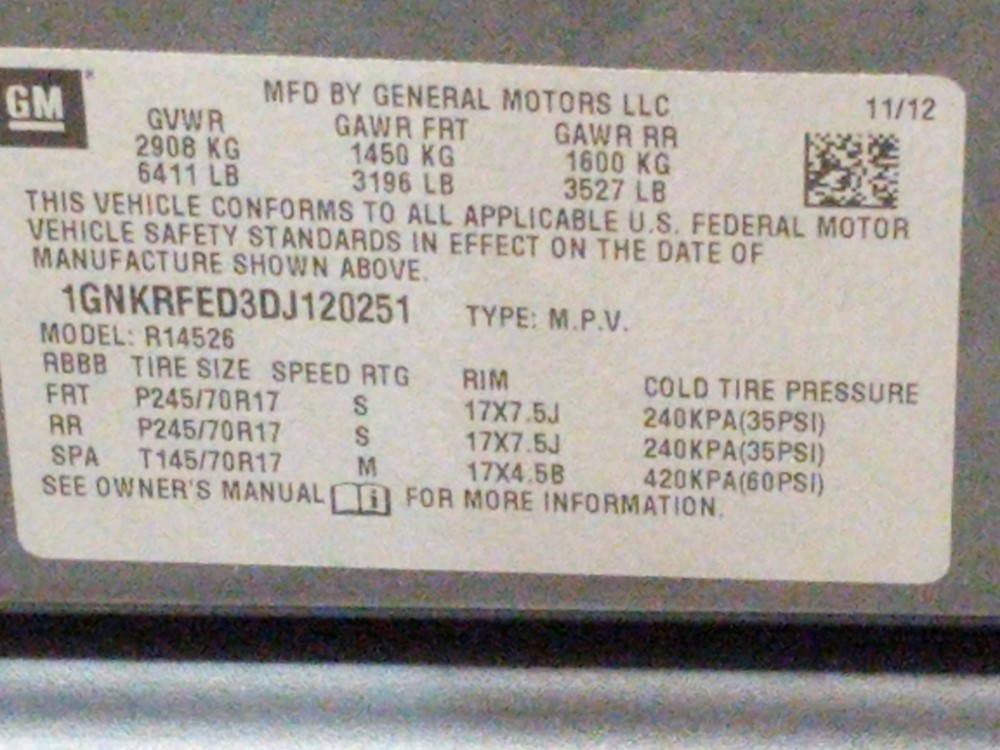 GM
MFD BY GENERAL MOTORS LLC 11/12
GVWR GAWR FRT GAWR RR
2908 KG 1450 KG 1600 KG
6411 LB 3196 LB 3527 LB
THIS VEHICLE CONFORMS TO ALL APPLICABLE U.S. FEDERAL MOTOR
VEHICLE SAFETY STANDARDS IN EFFECT ON THE DATE OF
MANUFACTURE SHOWN ABOVE.
1GNKRFED3DJ120251 TYPE: M.P.V.
MODEL: R14526
RBBB TIRE SIZE SPEED RTG RIM COLD TIRE PRESSURE
FRT P245/70R17 S 17X7.5J 240KPA(35PSI)
RR P245/70R17 S 17X7.5J 240KPA(35PSI)
SPA T145/70R17 M 17X4.5B 420KPA(60PSI)
SEE OWNER'S MANUAL i FOR MORE INFORMATION.